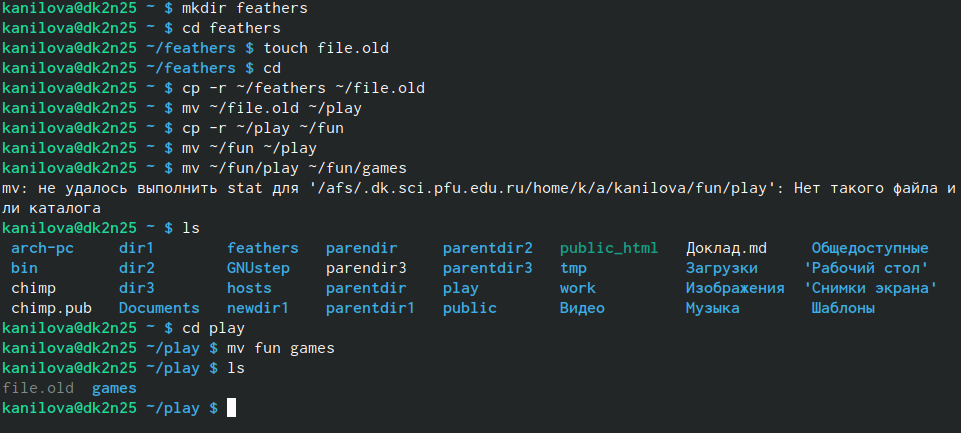 kanilova@dk2n25 ~ $ mkdir feathers
kanilova@dk2n25 ~ $ cd feathers
kanilova@dk2n25 ~/feathers $ touch file.old
kanilova@dk2n25 ~/feathers $ cd
kanilova@dk2n25 ~ $ cp -r ~/feathers ~/file.old
kanilova@dk2n25 ~ $ mv ~/file.old ~/play
kanilova@dk2n25 ~ $ cp -r ~/play ~/fun
kanilova@dk2n25 ~ $ mv ~/fun ~/play
kanilova@dk2n25 ~ $ mv ~/fun/play ~/fun/games
mv: не удалось выполнить stat для '/afs/.dk.sci.pfu.edu.ru/home/k/a/kanilova/fun/play': Нет такого файла и
ли каталога
kanilova@dk2n25 ~ $ ls
arch-pc dir1 feathers parendir parentdir2 public_html Доклад.md Общедоступные
bin dir2 GNUstep parendir3 parentdir3 tmp Загрузки 'Рабочий стол'
chimp dir3 hosts parentdir play work Изображения 'Снимки экрана'
chimp.pub Documents newdir1 parentdir1 public Видео Музыка Шаблоны
kanilova@dk2n25 ~ $ cd play
kanilova@dk2n25 ~/play $ mv fun games
kanilova@dk2n25 ~/play $ ls
file.old games
kanilova@dk2n25 ~/play $